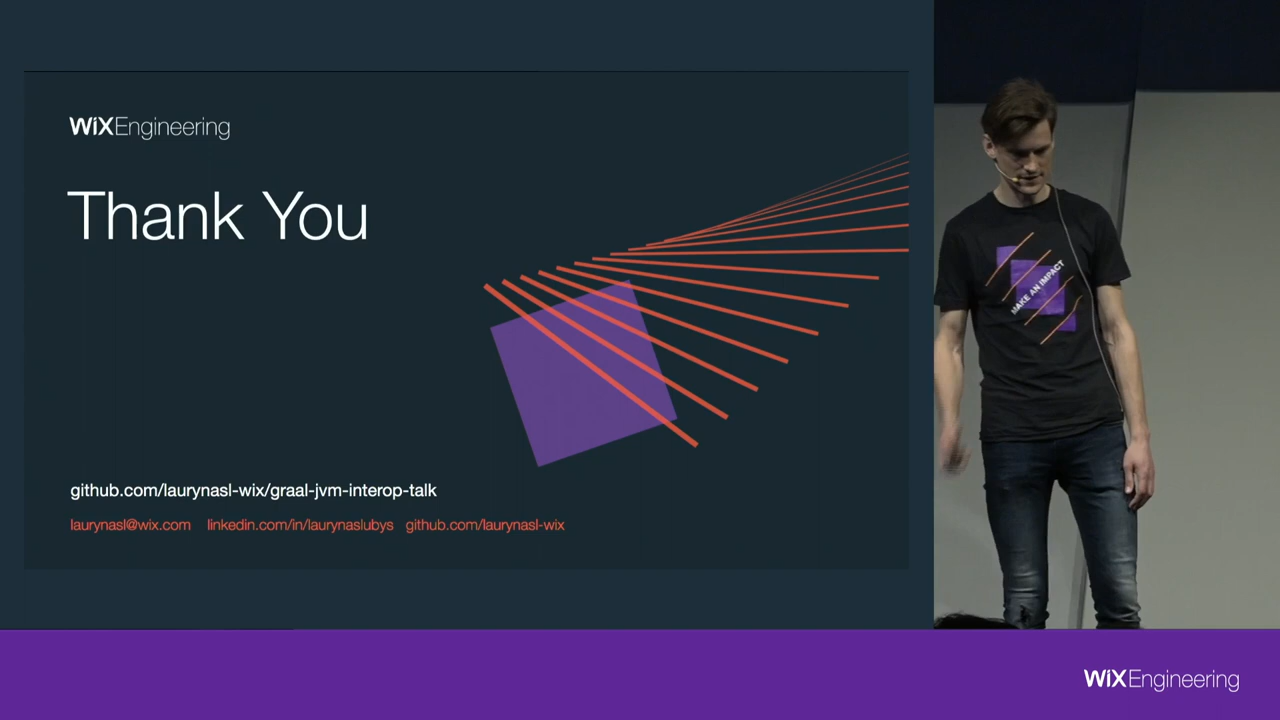 WiXEngineering
Thank You
github.com/laurynasl-wix/graal-jvm-interop-talk
laurynasl@wix.com linkedin.com/in/laurynaslubys github.com/laurynasl-wix
MAKE AN IMPACT
WiXEngineering